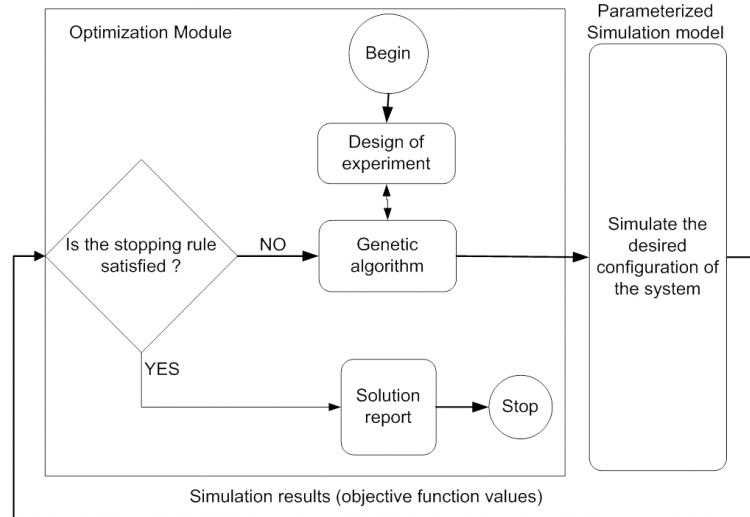 Optimization Module
Parameterized
Simulation model
Begin
Design of
experiment
Is the stopping rule
satisfied ?
NO
Genetic
algorithm
Simulate the
desired
configuration of
the system
YES
Solution
report
Stop
Simulation results (objective function values)